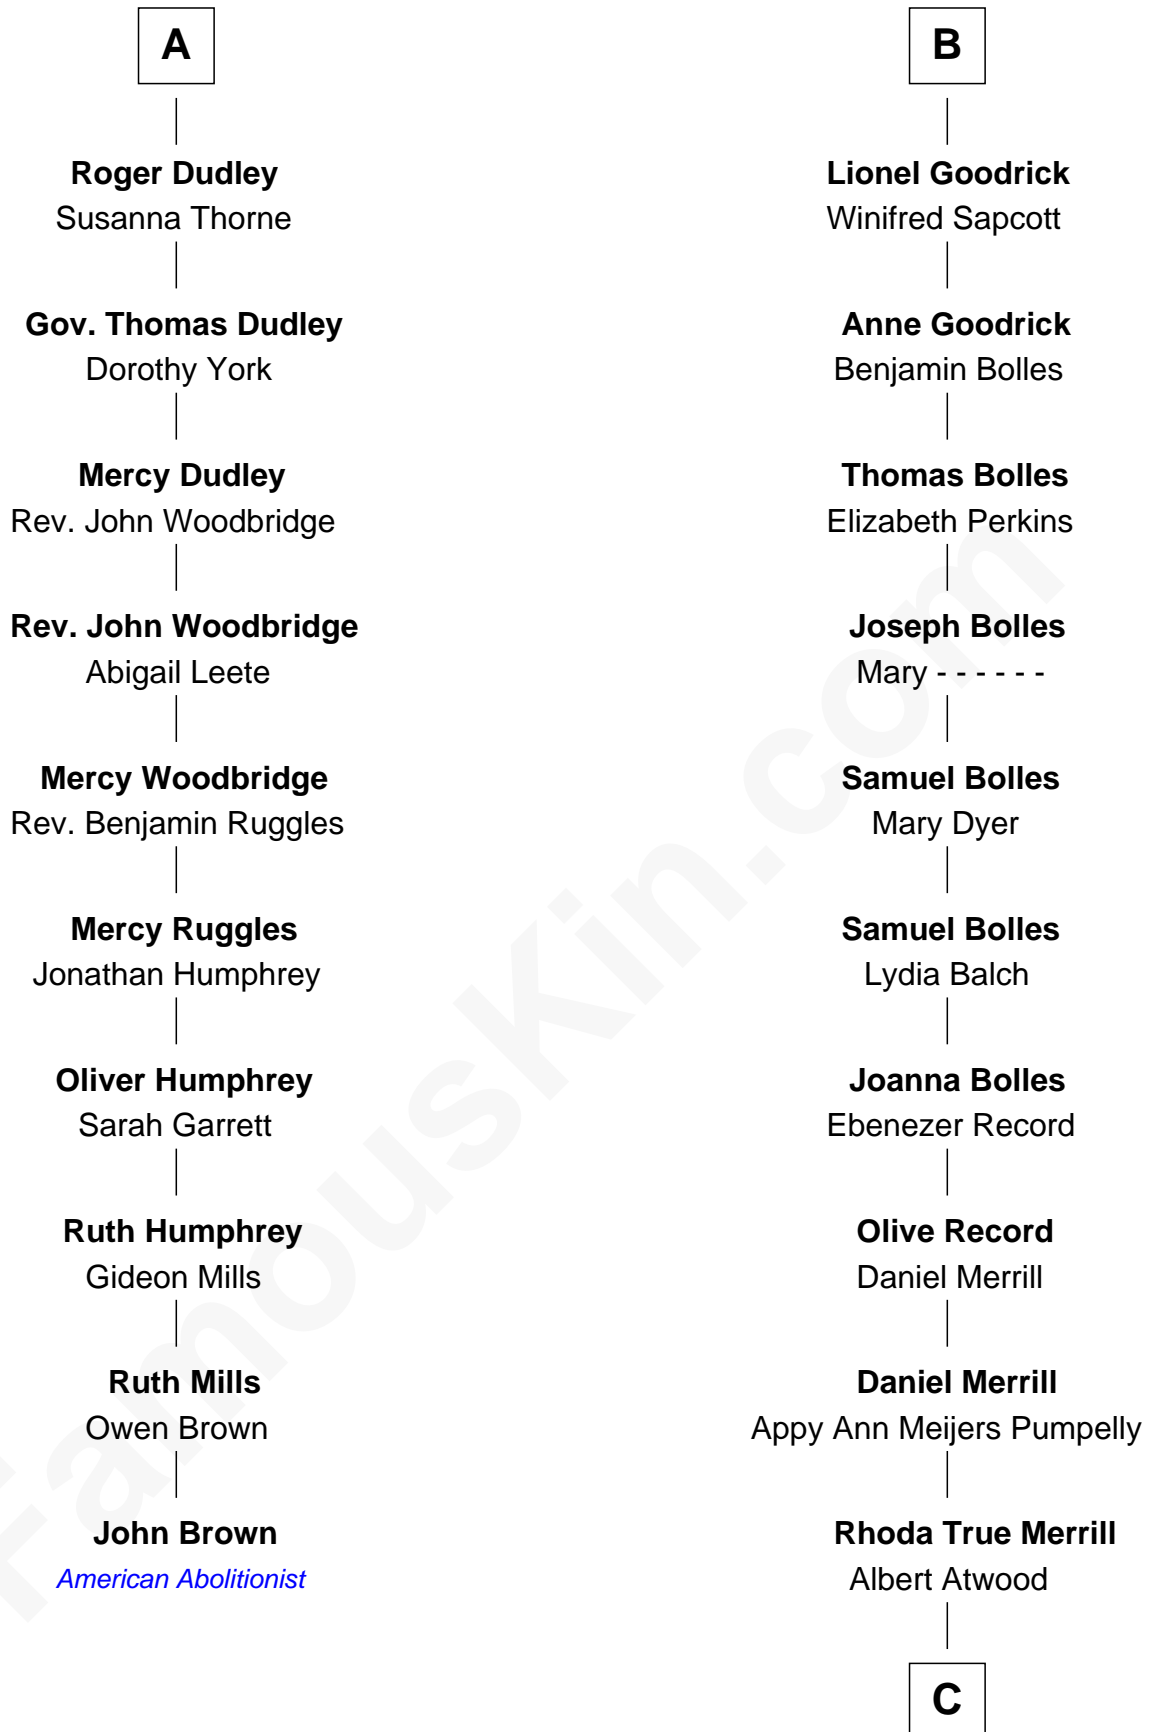 A
Roger Dudley
Susanna Thorne
Gov. Thomas Dudley
Dorothy York
Mercy Dudley
Rev. John Woodbridge
Rev. John Woodbridge
Abigail Leete
Mercy Woodbridge
Rev. Benjamin Ruggles
Mercy Ruggles
Jonathan Humphrey
Oliver Humphrey
Sarah Garrett
Ruth Humphrey
Gideon Mills
Ruth Mills
Owen Brown
John Brown
American Abolitionist
B
Lionel Goodrick
Winifred Sapcott
Anne Goodrick
Benjamin Bolles
Thomas Bolles
Elizabeth Perkins
Joseph Bolles
Mary - - - - - -
Samuel Bolles
Mary Dyer
Samuel Bolles
Lydia Balch
Joanna Bolles
Ebenezer Record
Olive Record
Daniel Merrill
Daniel Merrill
Appy Ann Meijers Pumpelly
Rhoda True Merrill
Albert Atwood
C
FamousKin.com